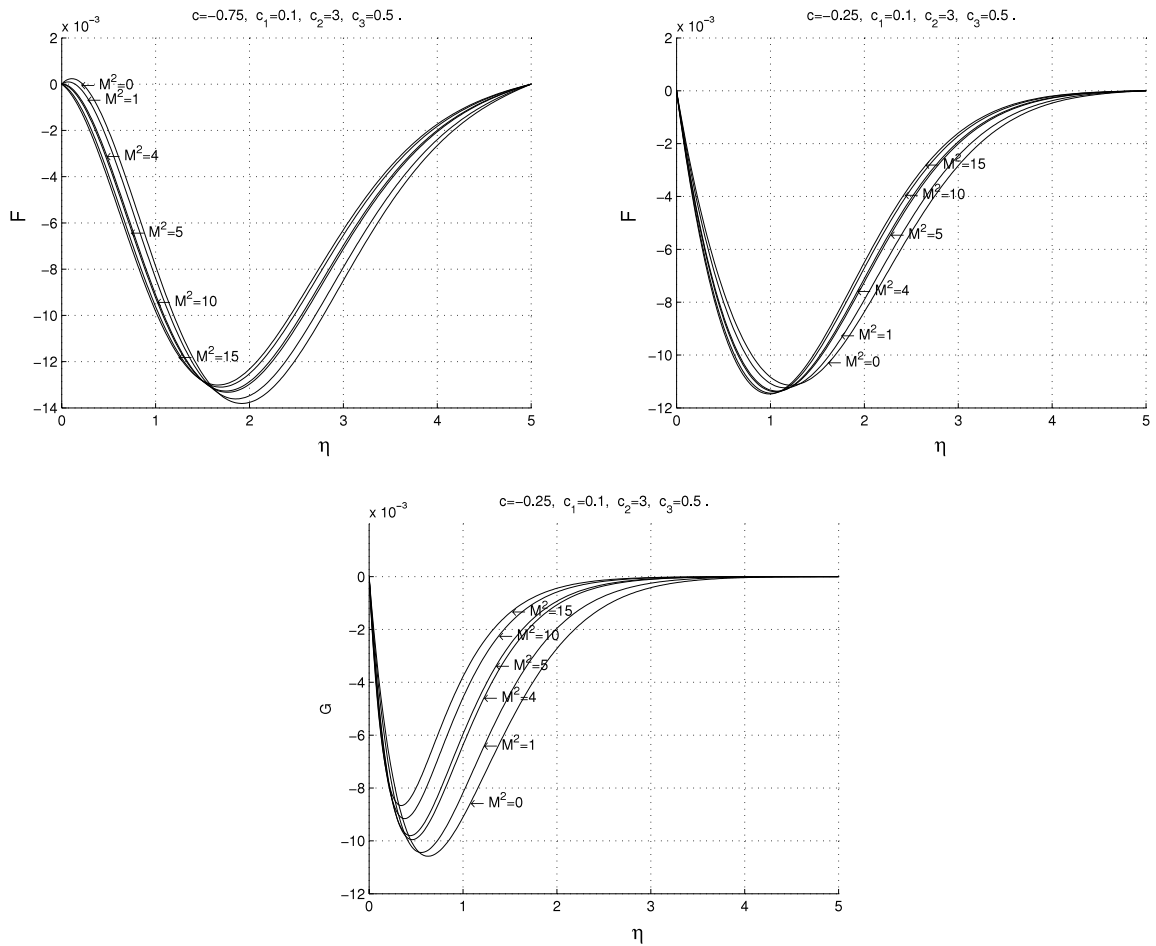 c=−0.75, c₁=0.1, c₂=3, c₃=0.5 .
x 10⁻³
2
0
−2
−4
−6
−8
−10
−12
−14
F
M²=0
M²=1
M²=4
M²=5
M²=10
M²=15
0 1 2 3 4 5
η
c=−0.25, c₁=0.1, c₂=3, c₃=0.5 .
x 10⁻³
2
0
−2
−4
−6
−8
−10
−12
F
M²=15
M²=10
M²=5
M²=4
M²=1
M²=0
0 1 2 3 4 5
η
c=−0.25, c₁=0.1, c₂=3, c₃=0.5 .
x 10⁻³
0
−2
−4
−6
−8
−10
−12
G
M²=15
M²=10
M²=5
M²=4
M²=1
M²=0
0 1 2 3 4 5
η